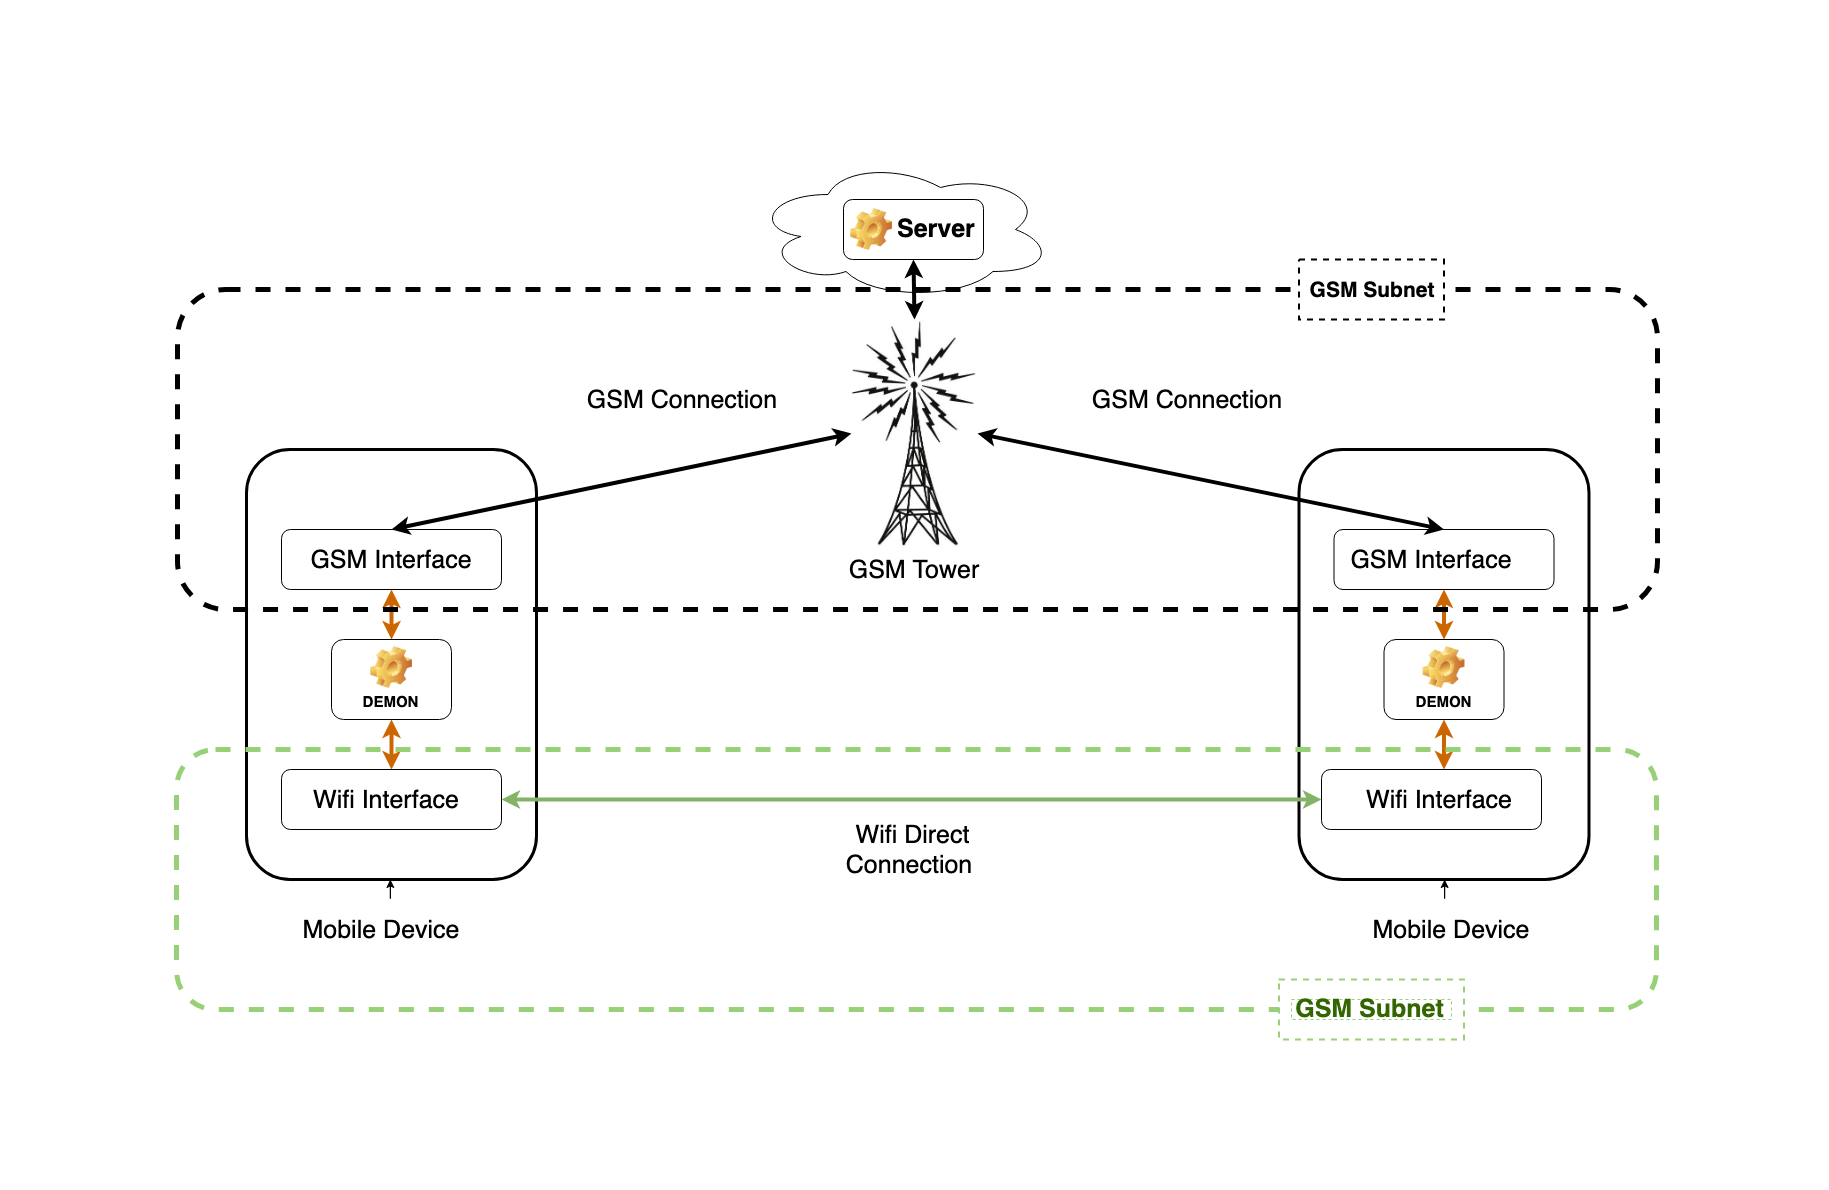 Server
GSM Subnet
GSM Connection
GSM Connection
GSM Interface
GSM Tower
GSM Interface
DEMON
DEMON
Wifi Interface
Wifi Interface
Wifi Direct
Connection
Mobile Device
Mobile Device
GSM Subnet